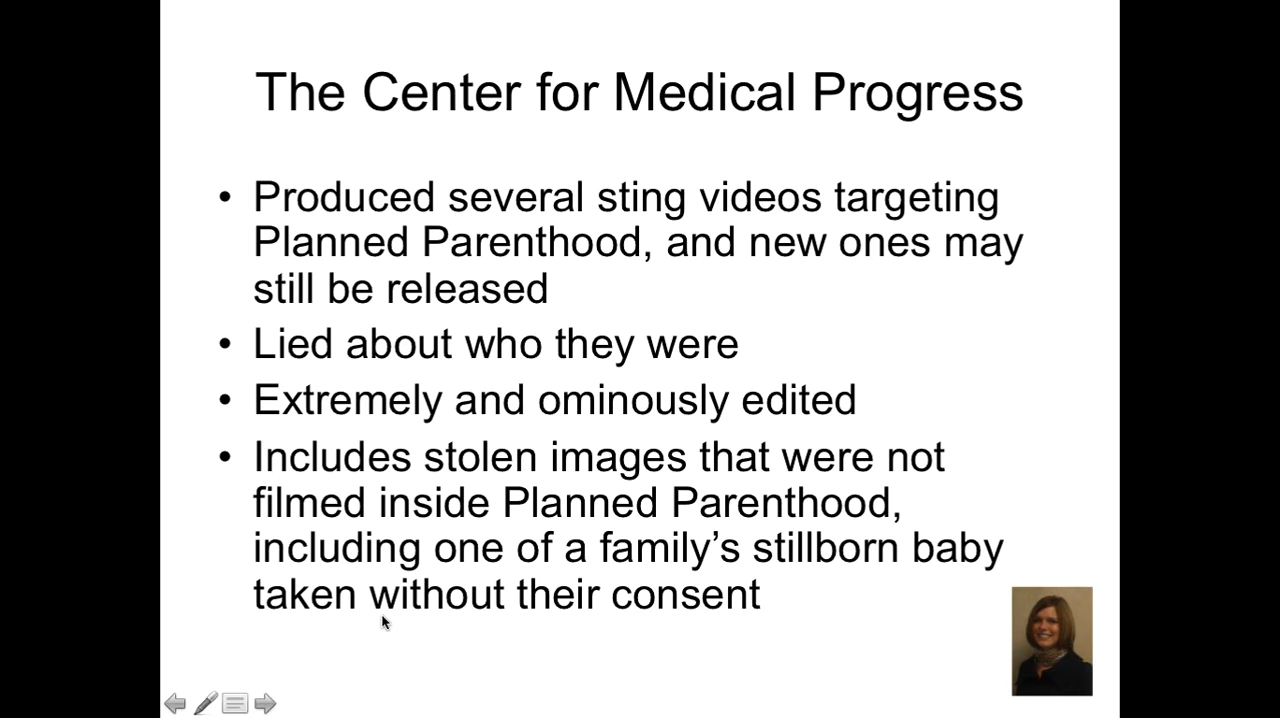 The Center for Medical Progress
• Produced several sting videos targeting
Planned Parenthood, and new ones may
still be released
• Lied about who they were
• Extremely and ominously edited
• Includes stolen images that were not
filmed inside Planned Parenthood,
including one of a family’s stillborn baby
taken without their consent